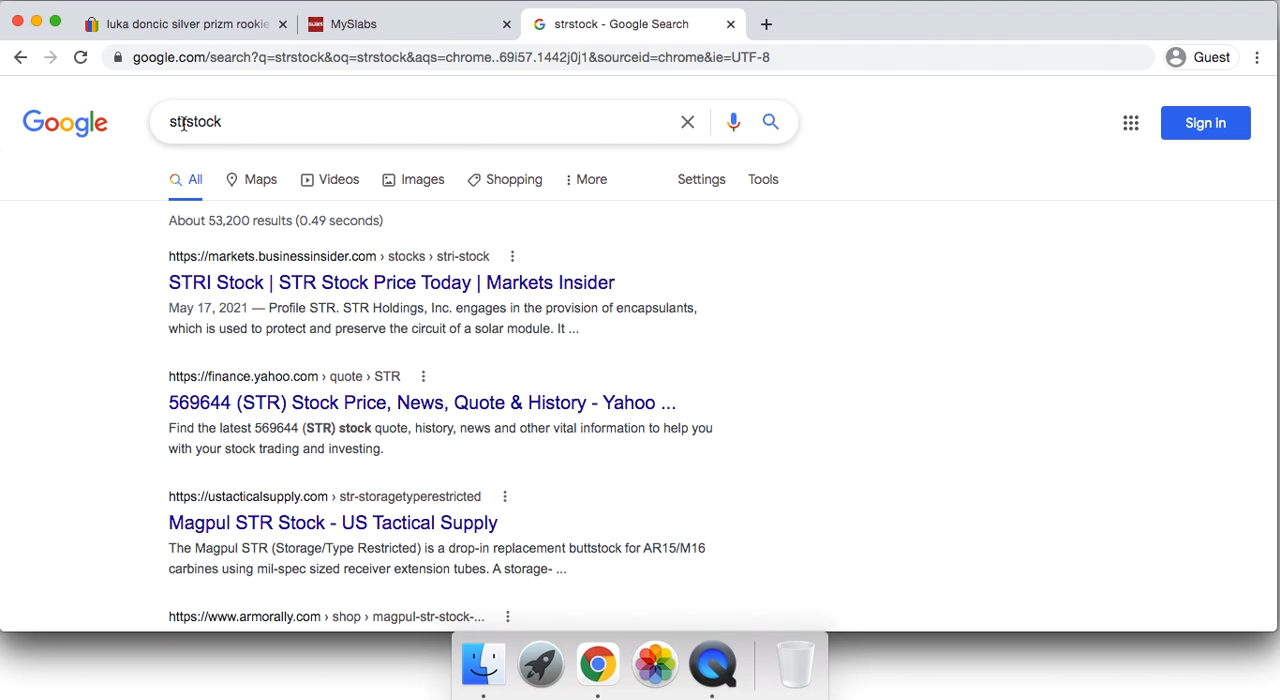 luka doncic silver prizm rookie
SLABS MySlabs
strstock - Google Search
google.com/search?q=strstock&oq=strstock&aqs=chrome..69i57.1442j0j1&sourceid=chrome&ie=UTF-8
Guest
Google
strstock
Sign in
All
Maps
Videos
Images
Shopping
More
Settings
Tools
About 53,200 results (0.49 seconds)
https://markets.businessinsider.com › stocks › stri-stock
STRI Stock | STR Stock Price Today | Markets Insider
May 17, 2021 — Profile STR. STR Holdings, Inc. engages in the provision of encapsulants,
which is used to protect and preserve the circuit of a solar module. It ...
https://finance.yahoo.com › quote › STR
569644 (STR) Stock Price, News, Quote & History - Yahoo ...
Find the latest 569644 (STR) stock quote, history, news and other vital information to help you
with your stock trading and investing.
https://ustacticalsupply.com › str-storagetyperestricted
Magpul STR Stock - US Tactical Supply
The Magpul STR (Storage/Type Restricted) is a drop-in replacement buttstock for AR15/M16
carbines using mil-spec sized receiver extension tubes. A storage- ...
https://www.armorally.com › shop › magpul-str-stock-...